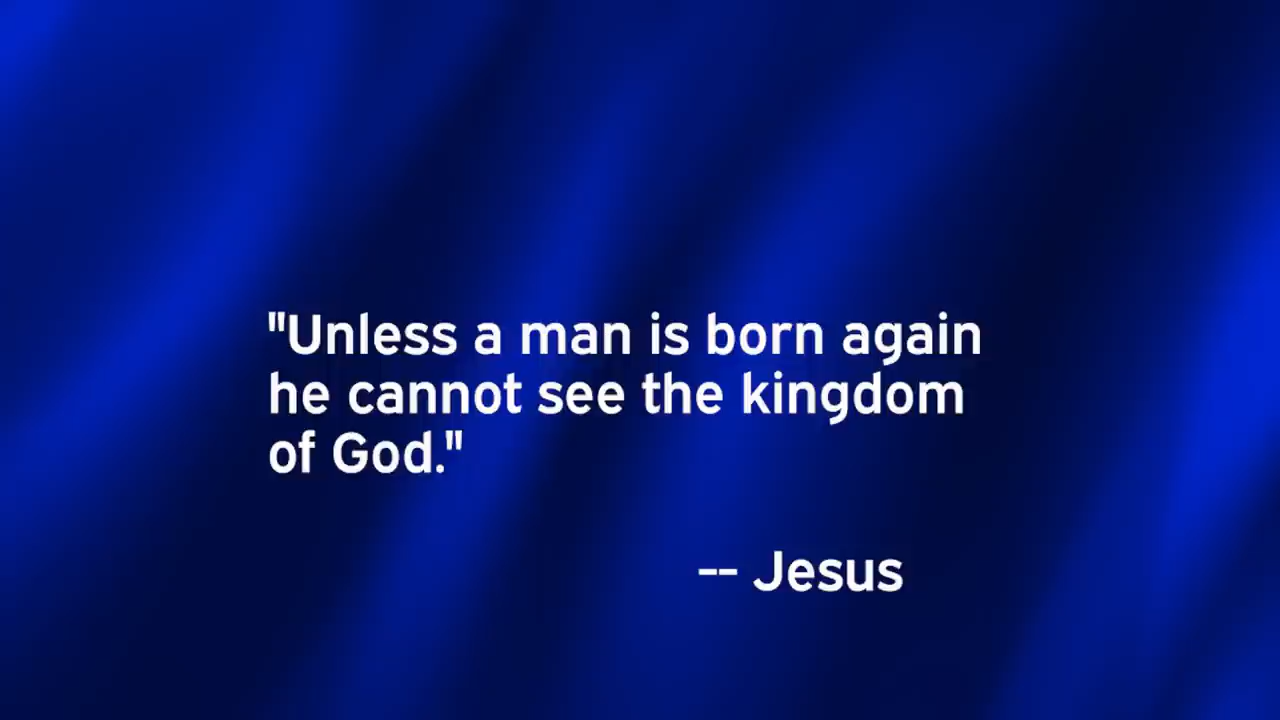 "Unless a man is born again
he cannot see the kingdom
of God."
-- Jesus